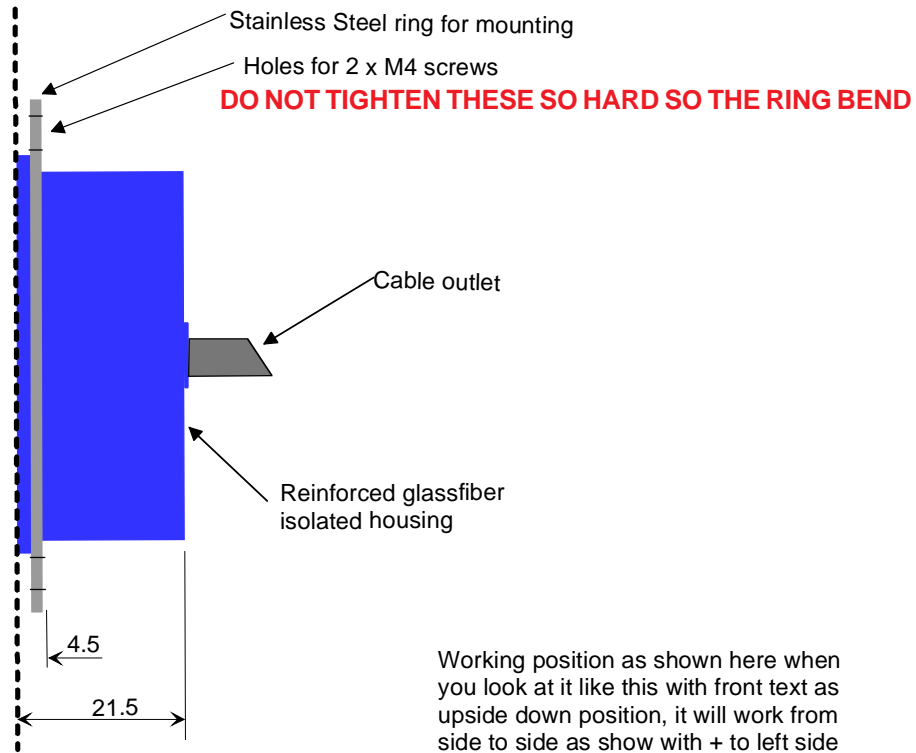 Stainless Steel ring for mounting
Holes for 2 x M4 screws
DO NOT TIGHTEN THESE SO HARD SO THE RING BEND
Cable outlet
Reinforced glassfiber
isolated housing
4.5
21.5
Working position as shown here when
you look at it like this with front text as
upside down position, it will work from
side to side as show with + to left side